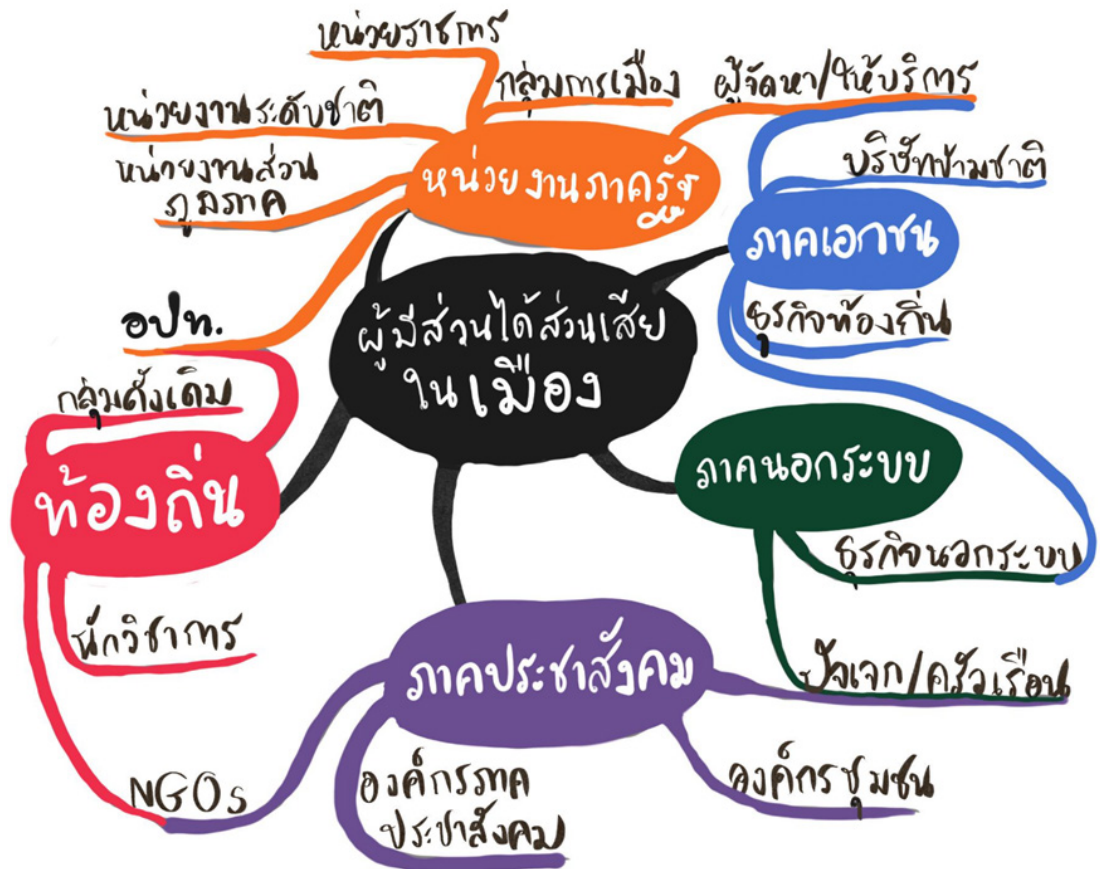 หน่วยราชการ
กลุ่มการเมือง
ผู้จัดหา/ให้บริการ
หน่วยงานระดับชาติ
หน่วยงานส่วน
ภูมิภาค
หน่วยงานภาครัฐ
บริษัทข้ามชาติ
ภาคเอกชน
อปท.
ผู้มีส่วนได้ส่วนเสีย
ในเมือง
ธุรกิจท้องถิ่น
กลุ่มดั้งเดิม
ท้องถิ่น
ภาคนอกระบบ
ธุรกิจนอกระบบ
นักวิชาการ
ภาคประชาสังคม
ปัจเจก/ครัวเรือน
NGOs
องค์กรภาค
ประชาสังคม
องค์กรชุมชน